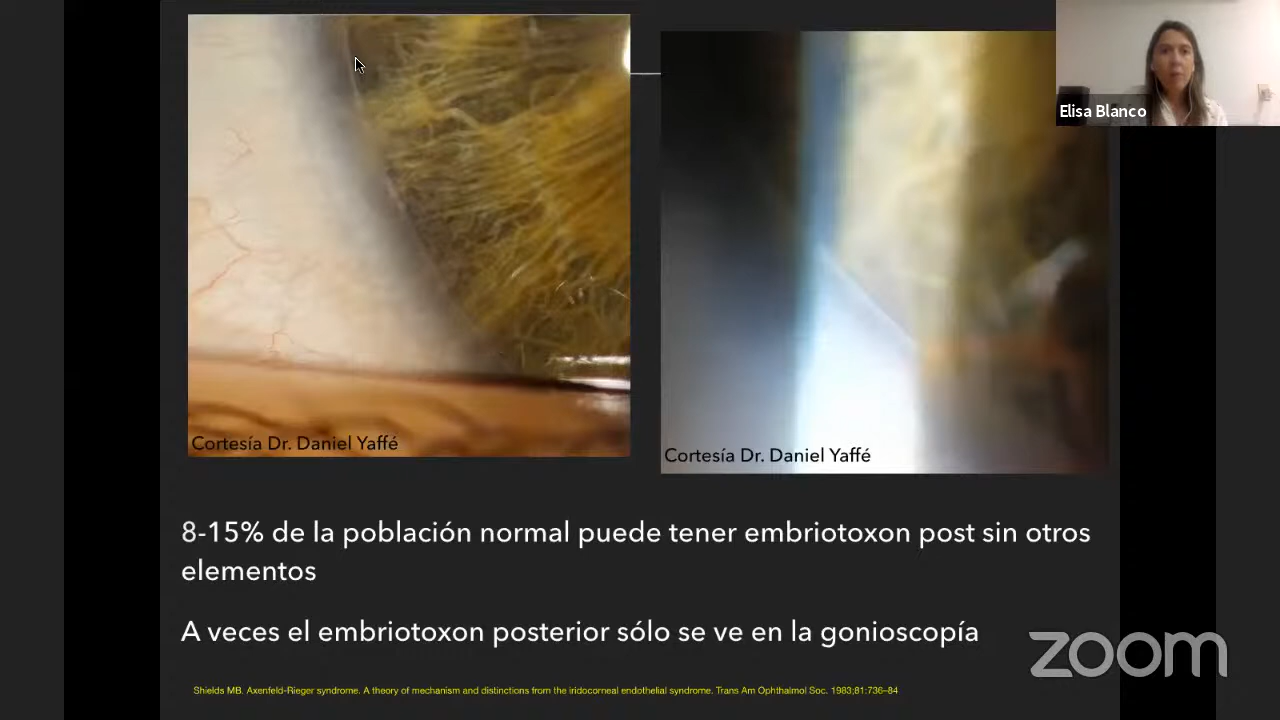 Elisa Blanco
Cortesía Dr. Daniel Yaffé
Cortesía Dr. Daniel Yaffé
8-15% de la población normal puede tener embriotoxon post sin otros
elementos
A veces el embriotoxon posterior sólo se ve en la gonioscopía
zoom
Shields MB. Axenfeld-Rieger syndrome. A theory of mechanism and distinctions from the iridocorneal endothelial syndrome. Trans Am Ophthalmol Soc. 1983;81:736–84